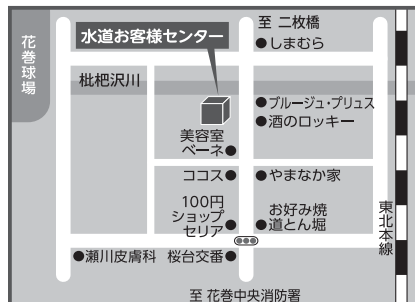 至 二枚橋
花巻球場
水道お客様センター
●しまむら
枇杷沢川
●ブルージュ・プリュス
●酒のロッキー
美容室
ベーネ●
ココス●
●やまなか家
100円
ショップ
セリア●
お好み焼
●道とん堀
東北本線
●瀬川皮膚科
桜台交番●
至 花巻中央消防署